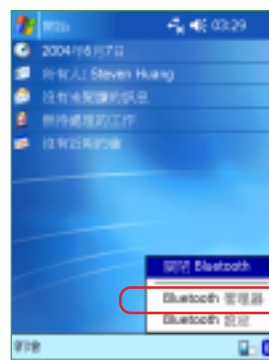 開始 03:29
2004年6月7日
所有人: Steven Huang
沒有未閱讀的訊息
無待處理的工作
沒有近期約會
關閉 Bluetooth
Bluetooth 管理器
Bluetooth 設定
新增